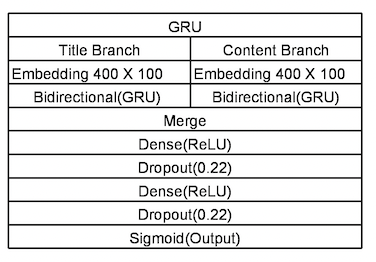 GRU
Title Branch Content Branch
Embedding 400 X 100 Embedding 400 X 100
Bidirectional(GRU) Bidirectional(GRU)
Merge
Dense(ReLU)
Dropout(0.22)
Dense(ReLU)
Dropout(0.22)
Sigmoid(Output)